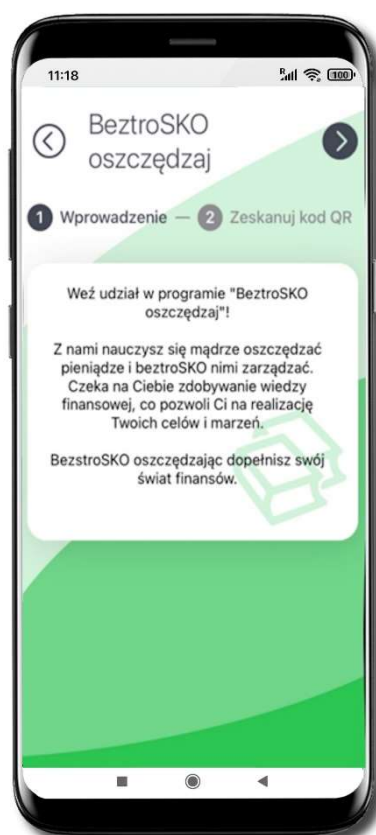 11:18
R
100
BeztroSKO
oszczędzaj
1 Wprowadzenie — 2 Zeskanuj kod QR
Weź udział w programie "BeztroSKO
oszczędzaj"!
Z nami nauczysz się mądrze oszczędzać
pieniądze i beztroSKO nimi zarządzać.
Czeka na Ciebie zdobywanie wiedzy
finansowej, co pozwoli Ci na realizację
Twoich celów i marzeń.
BezstroSKO oszczędzając dopełnisz swój
świat finansów.